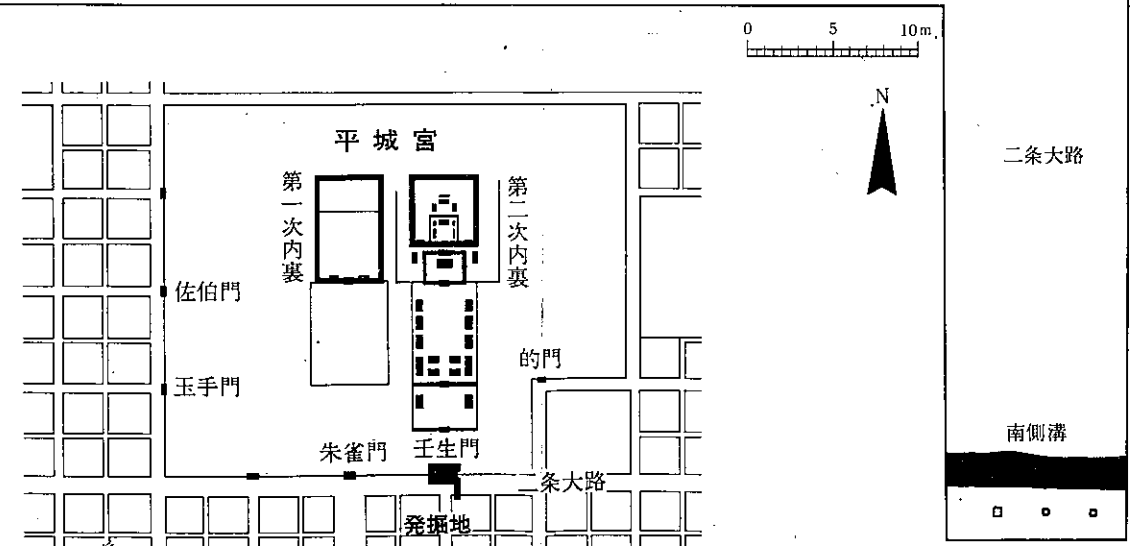 0 5 10m
N
平城宮
第一次内裏
第二次内裏
佐伯門
玉手門
的門
朱雀門
壬生門
二条大路
発掘地
二条大路
南側溝